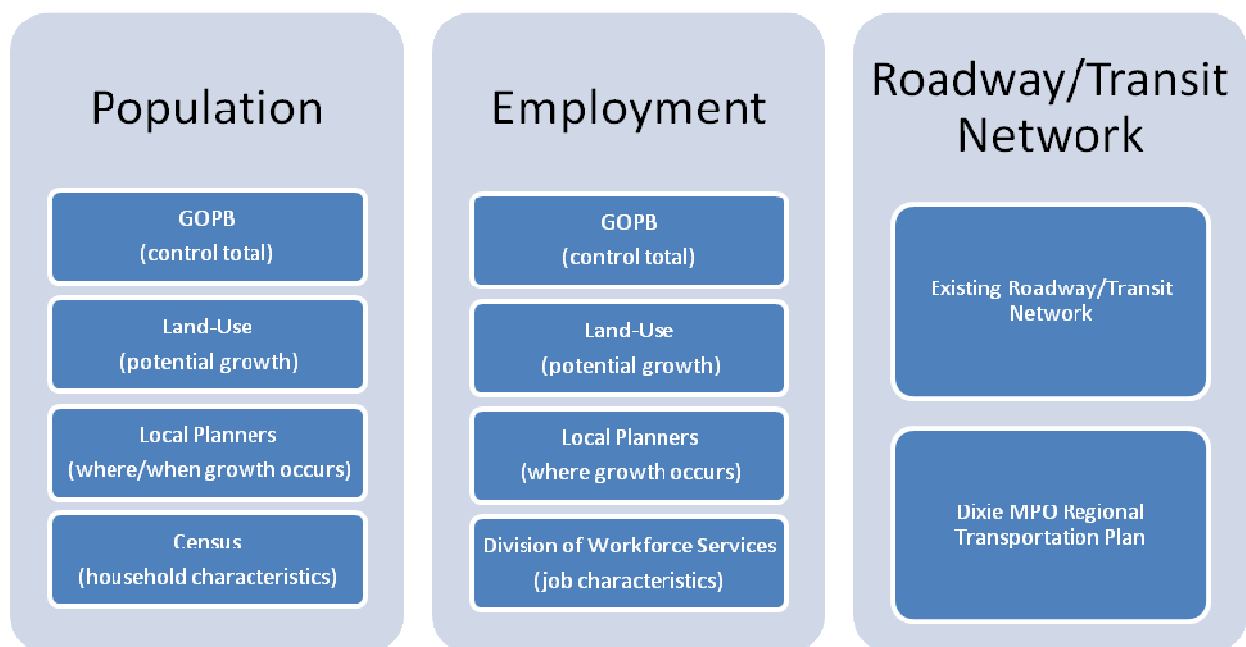 Population
GOPB
(control total)
Land-Use
(potential growth)
Local Planners
(where/when growth occurs)
Census
(household characteristics)
Employment
GOPB
(control total)
Land-Use
(potential growth)
Local Planners
(where growth occurs)
Division of Workforce Services
(job characteristics)
Roadway/Transit
Network
Existing Roadway/Transit
Network
Dixie MPO Regional
Transportation Plan